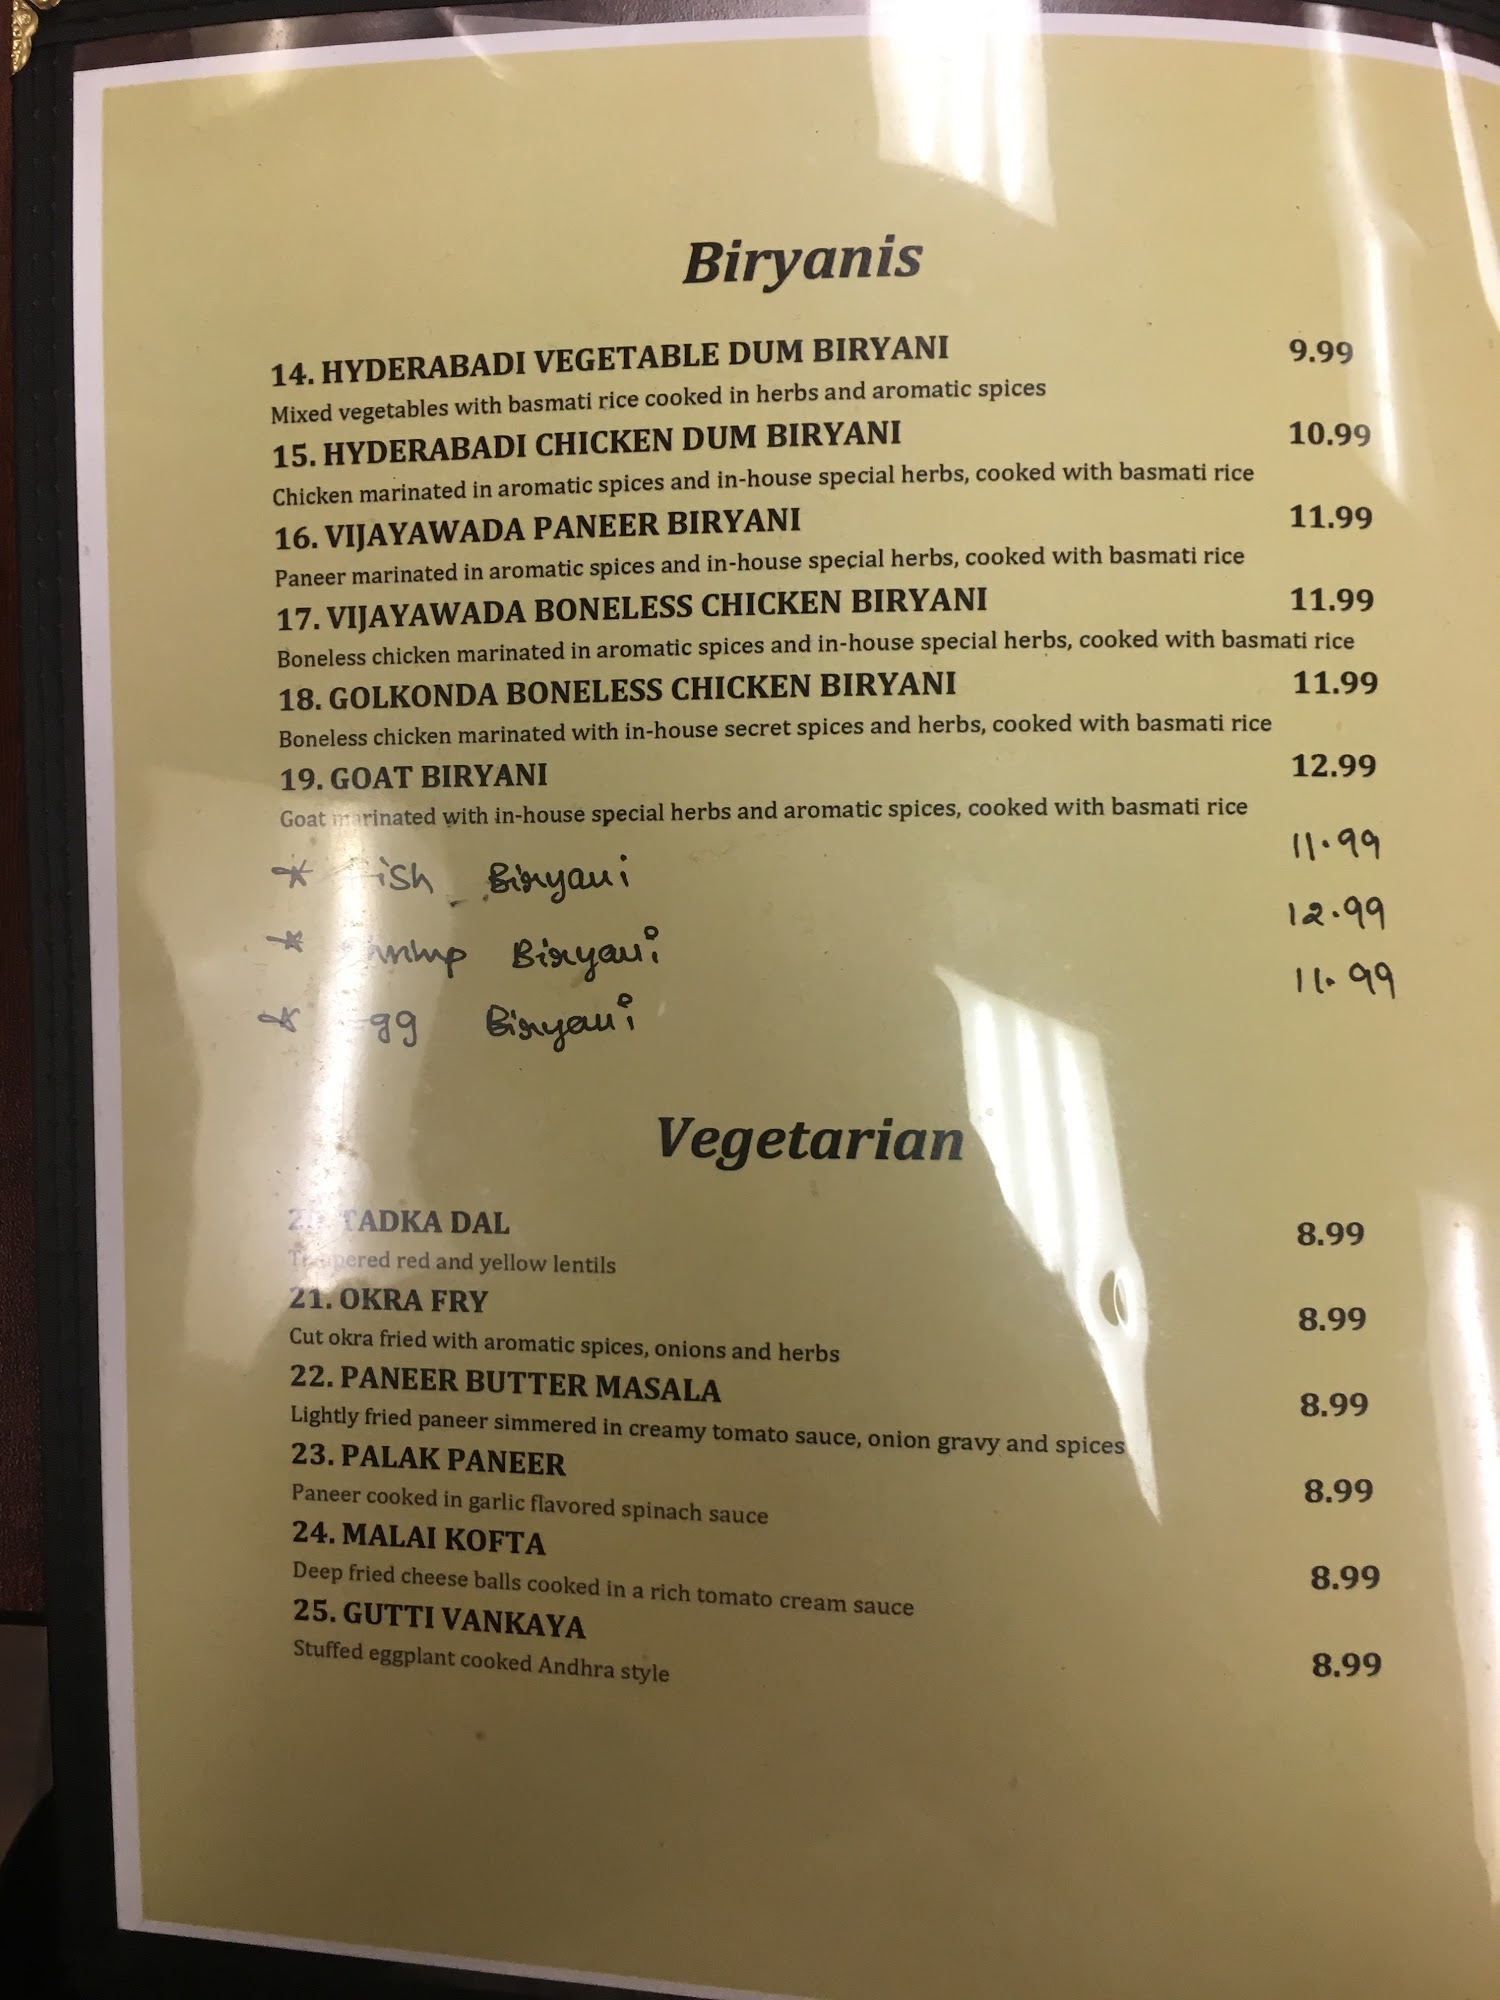 Biryanis
14. HYDERABADI VEGETABLE DUM BIRYANI 9.99
Mixed vegetables with basmati rice cooked in herbs and aromatic spices
15. HYDERABADI CHICKEN DUM BIRYANI 10.99
Chicken marinated in aromatic spices and in-house special herbs, cooked with basmati rice
16. VIJAYAWADA PANEER BIRYANI 11.99
Paneer marinated in aromatic spices and in-house special herbs, cooked with basmati rice
17. VIJAYAWADA BONELESS CHICKEN BIRYANI 11.99
Boneless chicken marinated in aromatic spices and in-house special herbs, cooked with basmati rice
18. GOLKONDA BONELESS CHICKEN BIRYANI 11.99
Boneless chicken marinated with in-house secret spices and herbs, cooked with basmati rice
19. GOAT BIRYANI 12.99
Goat marinated with in-house special herbs and aromatic spices, cooked with basmati rice
* Fish Biryani 11.99
* Shrimp Biryani 12.99
* Egg Biryani 11.99
Vegetarian
20. TADKA DAL 8.99
Tempered red and yellow lentils
21. OKRA FRY 8.99
Cut okra fried with aromatic spices, onions and herbs
22. PANEER BUTTER MASALA 8.99
Lightly fried paneer simmered in creamy tomato sauce, onion gravy and spices
23. PALAK PANEER 8.99
Paneer cooked in garlic flavored spinach sauce
24. MALAI KOFTA 8.99
Deep fried cheese balls cooked in a rich tomato cream sauce
25. GUTTI VANKAYA 8.99
Stuffed eggplant cooked Andhra style